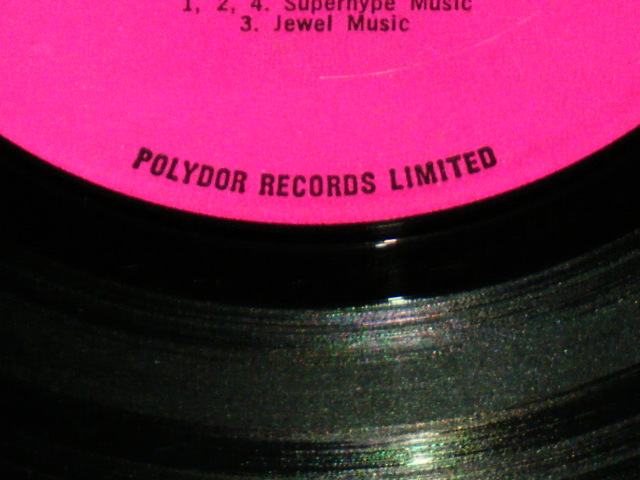 1, 2, 4. Superhype Music
3. Jewel Music
POLYDOR RECORDS LIMITED